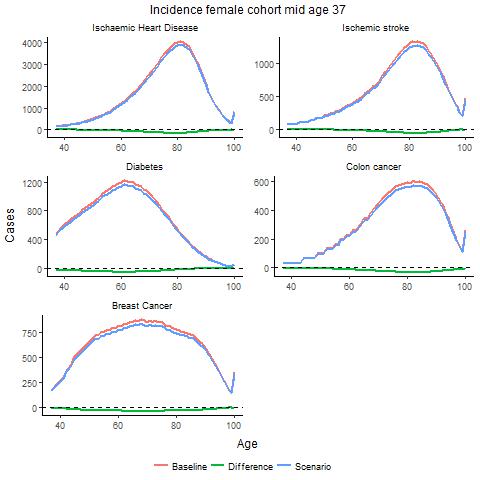 Incidence female cohort mid age 37
Ischaemic Heart Disease
Ischemic stroke
4000
3000
2000
1000
0
1000
500
0
40 60 80 100
40 60 80 100
Diabetes
Colon cancer
1200
800
400
0
600
400
200
0
40 60 80 100
40 60 80 100
Breast Cancer
750
500
250
0
40 60 80 100
Cases
Age
Baseline Difference Scenario